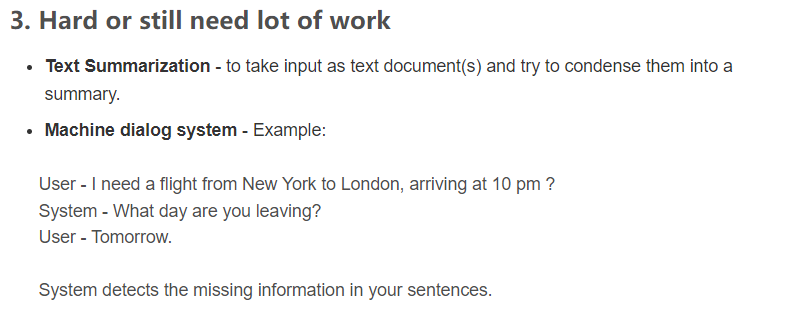 3. Hard or still need lot of work
• Text Summarization - to take input as text document(s) and try to condense them into a
summary.
• Machine dialog system - Example:
User - I need a flight from New York to London, arriving at 10 pm ?
System - What day are you leaving?
User - Tomorrow.
System detects the missing information in your sentences.